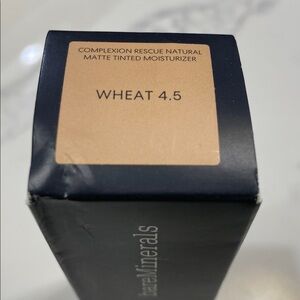 COMPLEXION RESCUE NATURAL
MATTE TINTED MOISTURIZER
WHEAT 4.5
bareMinerals